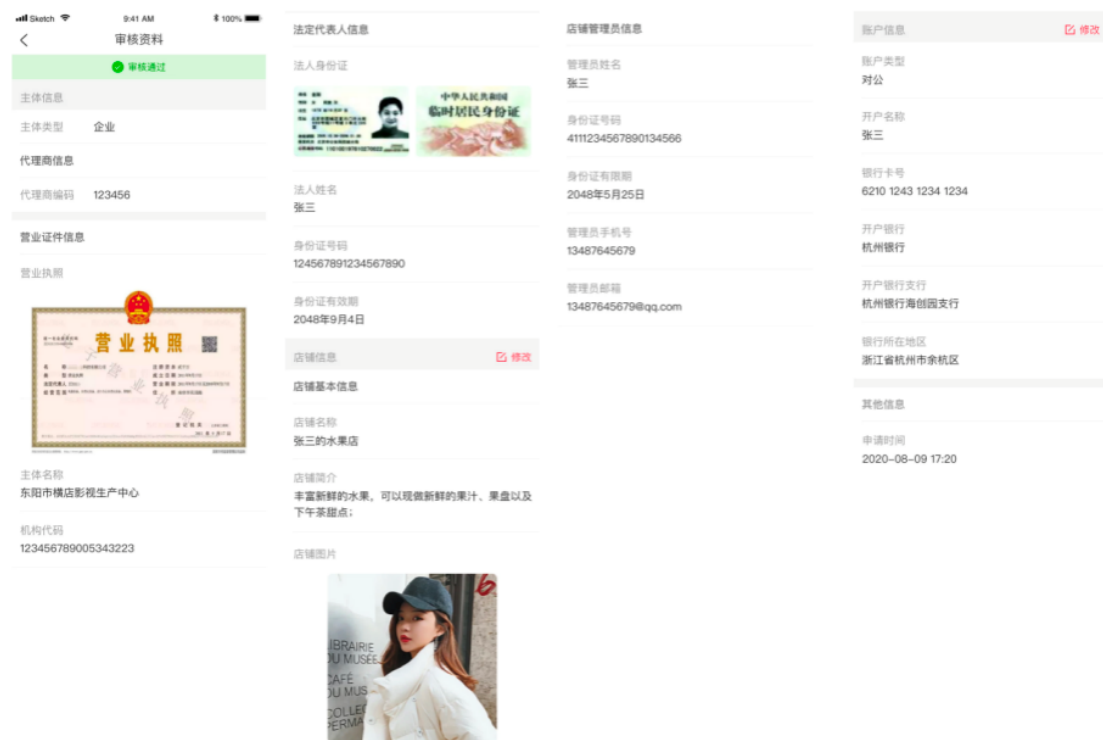 Sketch
9:41 AM
100%
审核资料
审核通过
主体信息
主体类型 企业
代理商信息
代理商编码 123456
营业证件信息
营业执照
营业执照
主体名称
东阳市横店影视生产中心
机构代码
123456789005343223
法定代表人信息
法人身份证
中华人民共和国
临时居民身份证
法人姓名
张三
身份证号码
124567891234567890
身份证有效期
2048年9月4日
店铺信息 修改
店铺基本信息
店铺名称
张三的水果店
店铺简介
丰富新鲜的水果，可以现做新鲜的果汁、果盘以及
下午茶甜点；
店铺图片
6
LIBRAIRIE
DU MUSÉE
CAFÉ
DU MUS
COLLE
PERMA
店铺管理员信息
管理员姓名
张三
身份证号码
4111234567890134566
身份证有限期
2048年5月25日
管理员手机号
13487645679
管理员邮箱
13487645679@qq.com
账户信息 修改
账户类型
对公
开户名称
张三
银行卡号
6210 1243 1234 1234
开户银行
杭州银行
开户银行支行
杭州银行海创园支行
银行所在地区
浙江省杭州市余杭区
其他信息
申请时间
2020-08-09 17:20